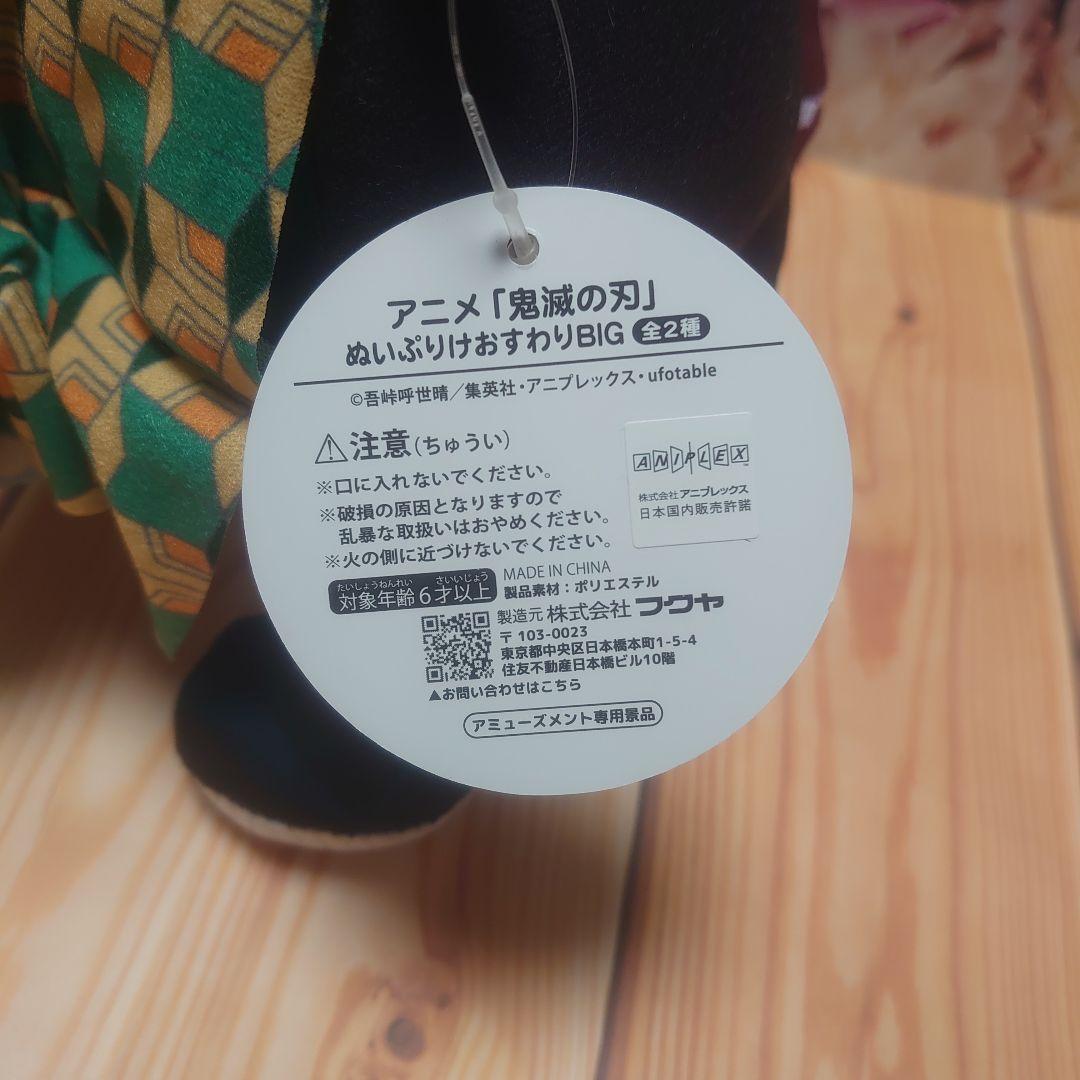 アニメ「鬼滅の刃」
ぬいぷりけおすわりBIG 全2種
©吾峠呼世晴／集英社・アニプレックス・ufotable
⚠注意(ちゅうい)
※口に入れないでください。
※破損の原因となりますので
乱暴な取扱いはおやめください。
※火の側に近づけないでください。
ANIPLEX
株式会社アニプレックス
日本国内販売許諾
たいしょうねんれい さいいじょう
対象年齢6才以上
MADE IN CHINA
製品素材：ポリエステル
製造元 株式会社フクヤ
〒103-0023
東京都中央区日本橋本町1-5-4
住友不動産日本橋ビル10階
▲お問い合わせはこちら
アミューズメント専用景品